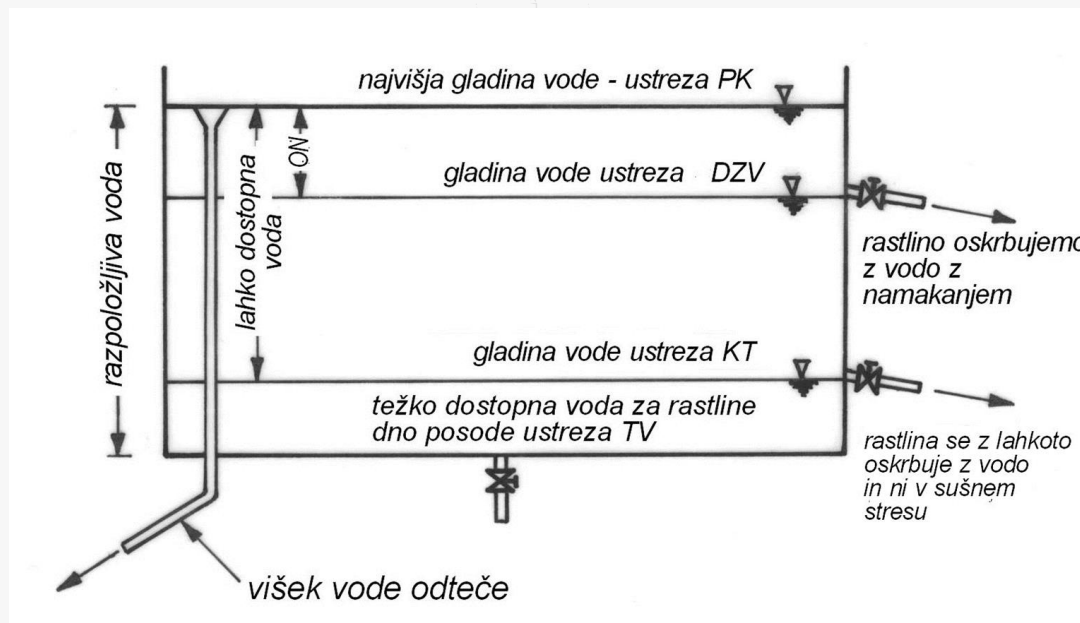 najvišja gladina vode - ustreza PK
gladina vode ustreza DZV
ON
lahko dostopna
voda
razpoložljiva voda
rastlino oskrbujemo
z vodo z
namakanjem
gladina vode ustreza KT
težko dostopna voda za rastline
dno posode ustreza TV
rastlina se z lahkoto
oskrbuje z vodo
in ni v sušnem
stresu
višek vode odteče